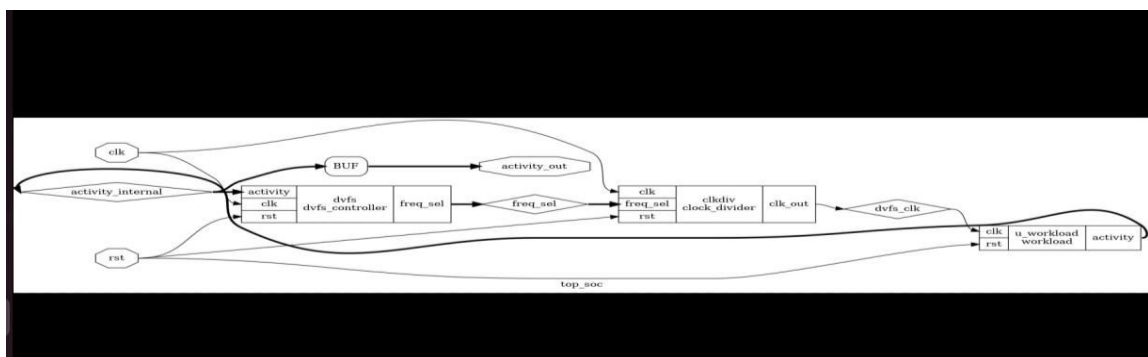 clk
BUF
activity_out
activity_internal
activity
clk
rst
dvfs
dvfs_controller
freq_sel
freq_sel
clk
freq_sel
rst
clkdiv
clock_divider
clk_out
dvfs_clk
clk
rst
u_workload
workload
activity
rst
top_soc